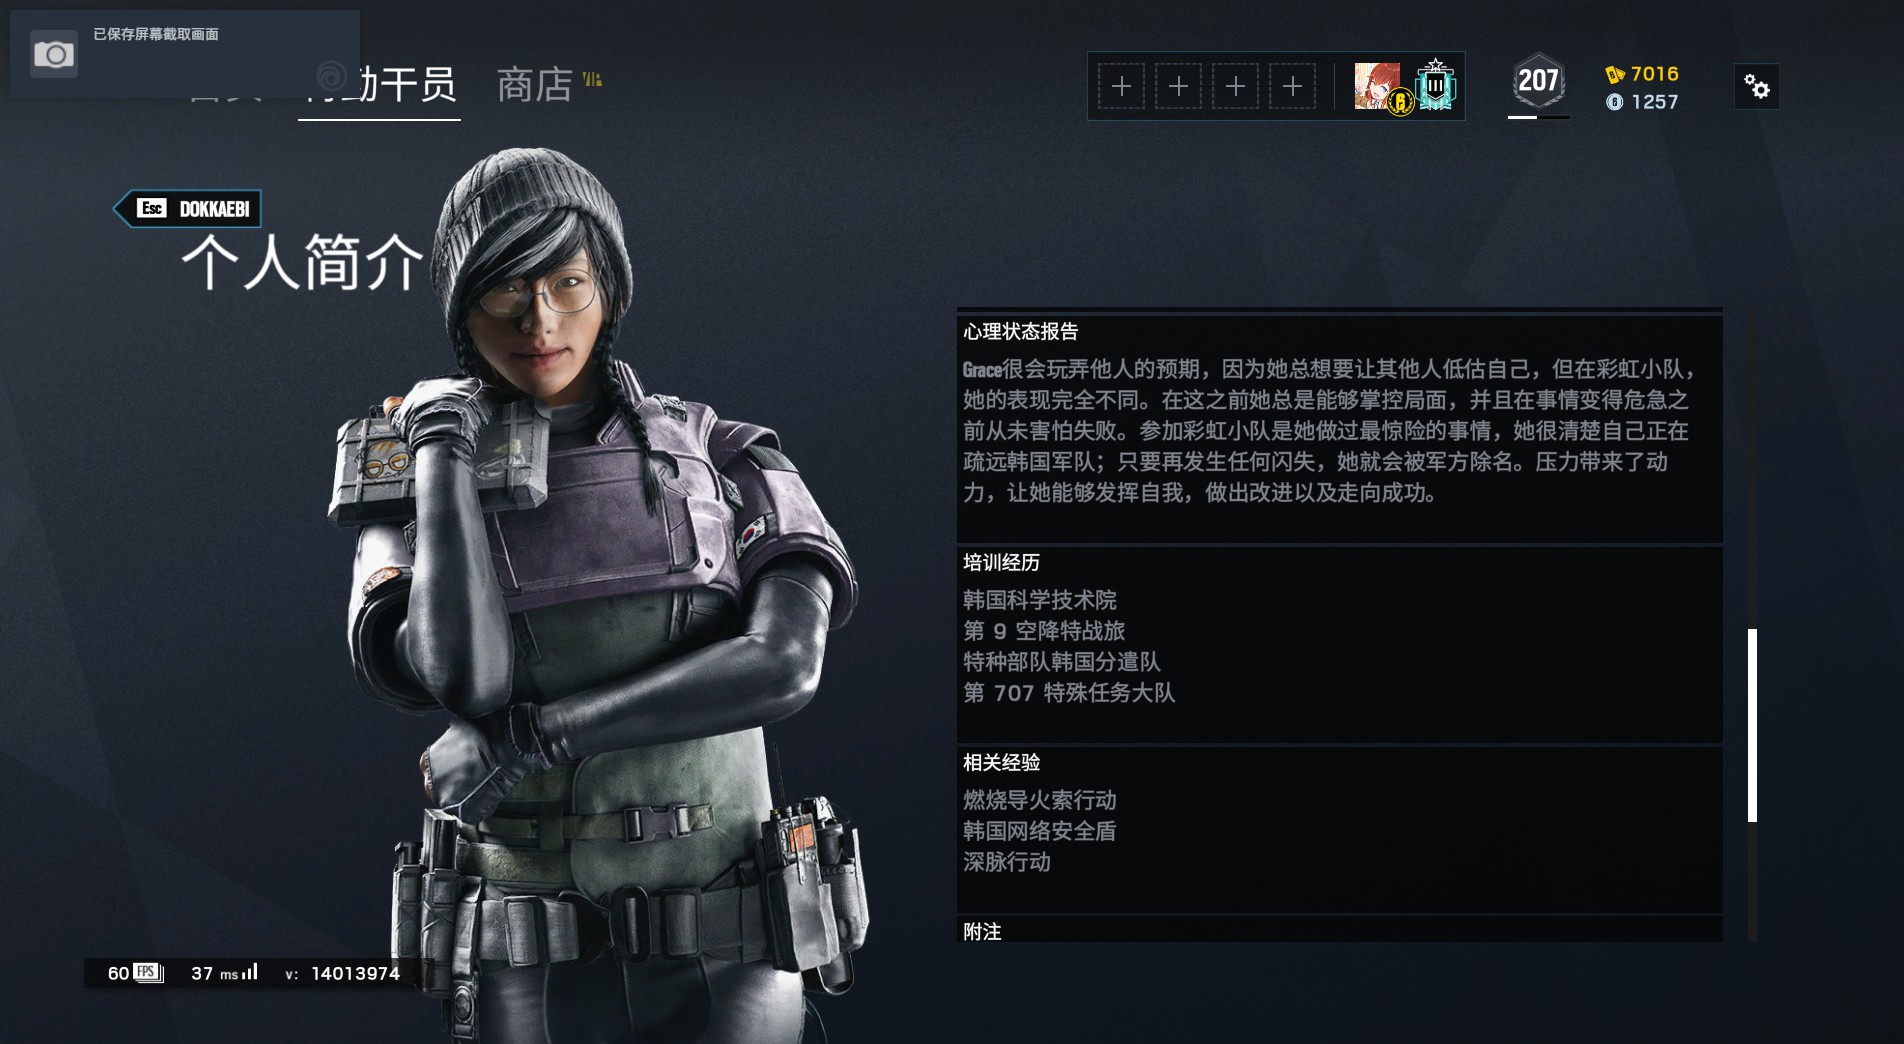 已保存屏幕截取画面
动干员
商店
207
7016
1257
Esc DOKKAEBI
个人简介
心理状态报告
Grace很会玩弄他人的预期，因为她总想要让其他人低估自己，但在彩虹小队，
她的表现完全不同。在这之前她总是能够掌控局面，并且在事情变得危急之
前从未害怕失败。参加彩虹小队是她做过最惊险的事情，她很清楚自己正在
疏远韩国军队；只要再发生任何闪失，她就会被军方除名。压力带来了动
力，让她能够发挥自我，做出改进以及走向成功。
培训经历
韩国科学技术院
第 9 空降特战旅
特种部队韩国分遣队
第 707 特殊任务大队
相关经验
燃烧导火索行动
韩国网络安全盾
深脉行动
附注
60 FPS 37 ms v: 14013974